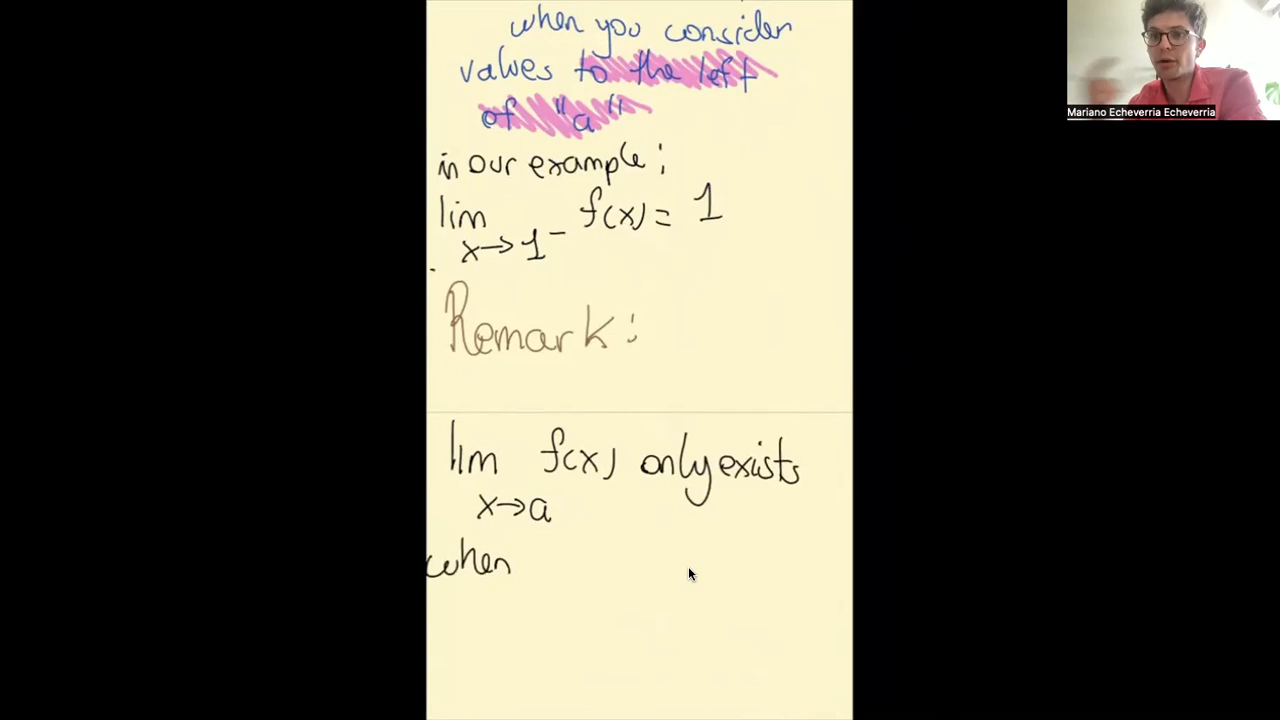 when you consider
values to the left
of "a"
in our example:
lim f(x) = 1
x→1⁻
Remark:
lim f(x) only exists
x→a
when
Mariano Echeverria Echeverria